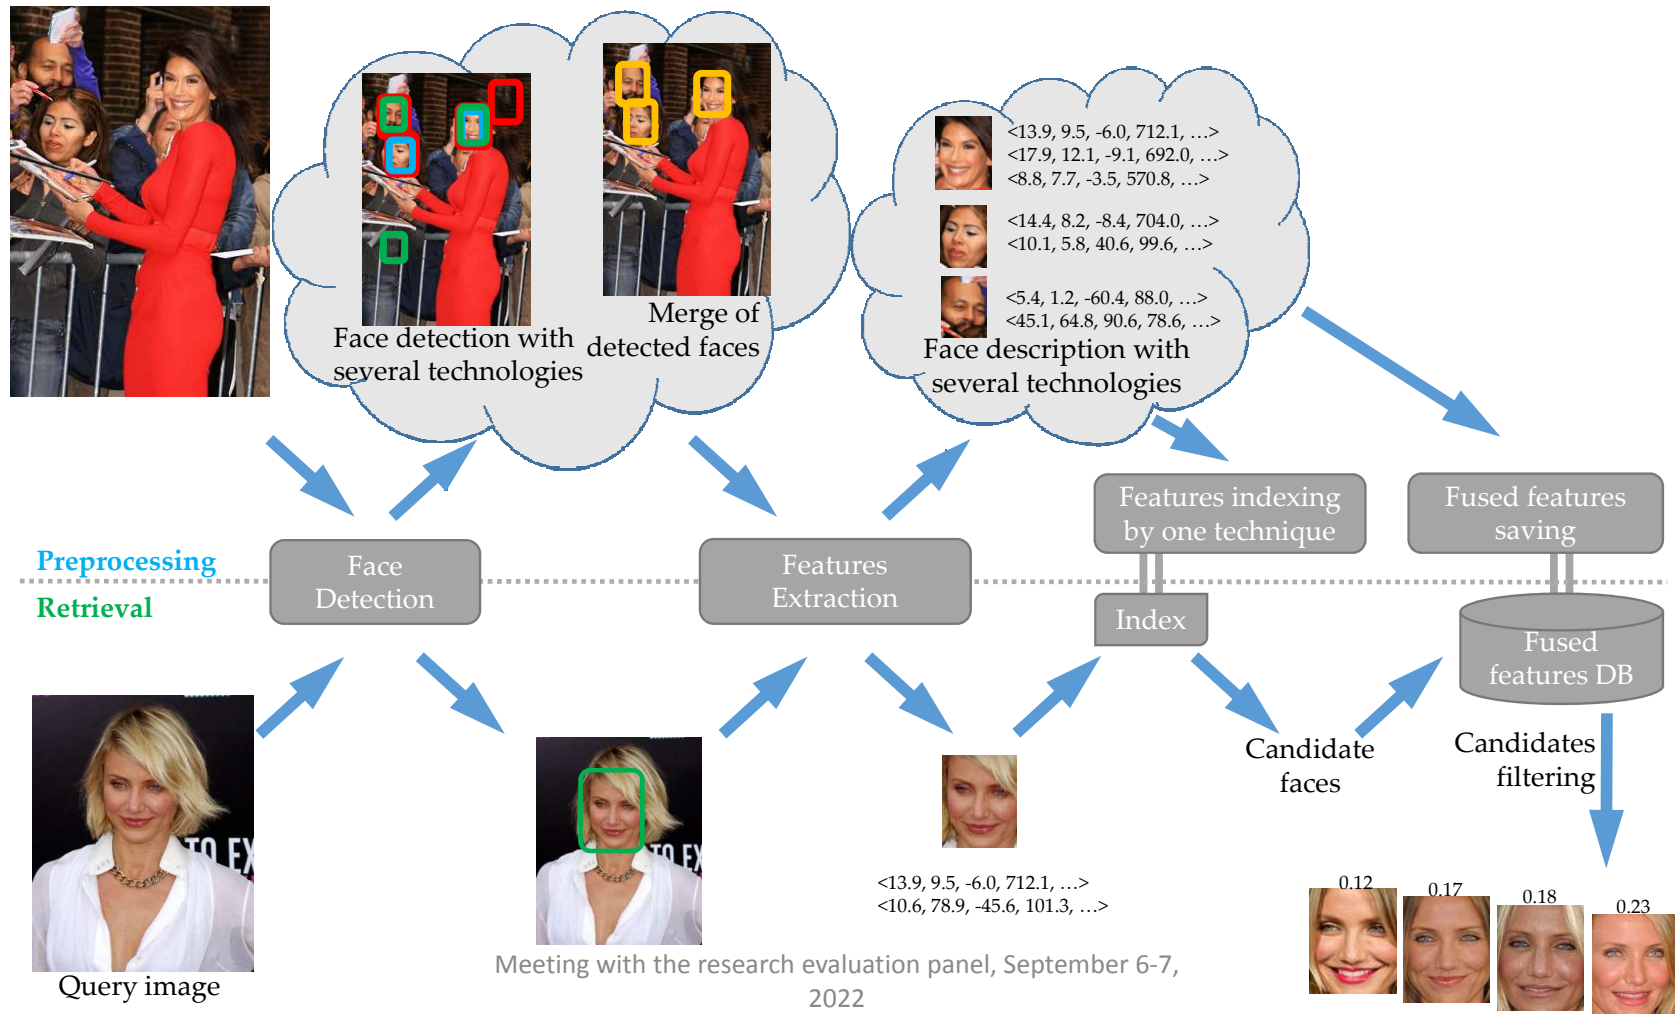 <13.9, 9.5, -6.0, 712.1, …>
<17.9, 12.1, -9.1, 692.0, …>
<8.8, 7.7, -3.5, 570.8, …>
<14.4, 8.2, -8.4, 704.0, …>
<10.1, 5.8, 40.6, 99.6, …>
<5.4, 1.2, -60.4, 88.0, …>
<45.1, 64.8, 90.6, 78.6, …>
Face detection with
several technologies
Merge of
detected faces
Face description with
several technologies
Features indexing
by one technique
Fused features
saving
Preprocessing
Retrieval
Face
Detection
Features
Extraction
Index
Fused
features DB
Candidate
faces
Candidates
filtering
TO EX
TO EX
<13.9, 9.5, -6.0, 712.1, …>
<10.6, 78.9, -45.6, 101.3, …>
0.12
0.17
0.18
0.23
Query image
Meeting with the research evaluation panel, September 6-7,
2022